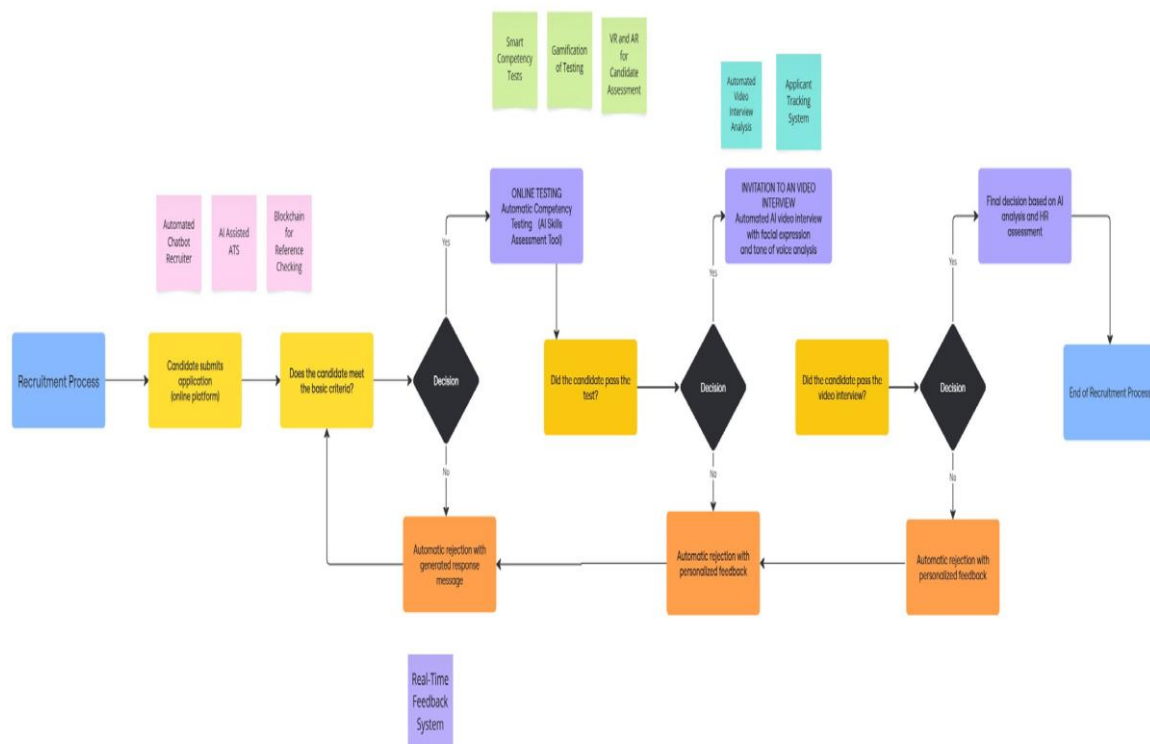 Smart
Competency
Tests
Gamification
of Testing
VR and AR
for
Candidate
Assessment
Automated
Video
Interview
Analysis
Applicant
Tracking
System
Automated
Chatbot
Recruiter
AI Assisted
ATS
Blockchain
for
Reference
Checking
ONLINE TESTING
Automatic Competency
Testing (AI Skills
Assessment Tool)
INVITATION TO AN VIDEO
INTERVIEW
Automated AI video interview
with facial expression
and tone of voice analysis
Final decision based on AI
analysis and HR
assessment
Yes
Yes
Yes
Recruitment Process
Candidate submits
application
(online platform)
Does the candidate meet
the basic criteria?
Decision
Did the candidate pass the
test?
Decision
Did the candidate pass the
video interview?
Decision
End of Recruitment Process
No
No
No
Automatic rejection with
generated response
message
Automatic rejection with
personalized feedback
Automatic rejection with
personalized feedback
Real-Time
Feedback
System